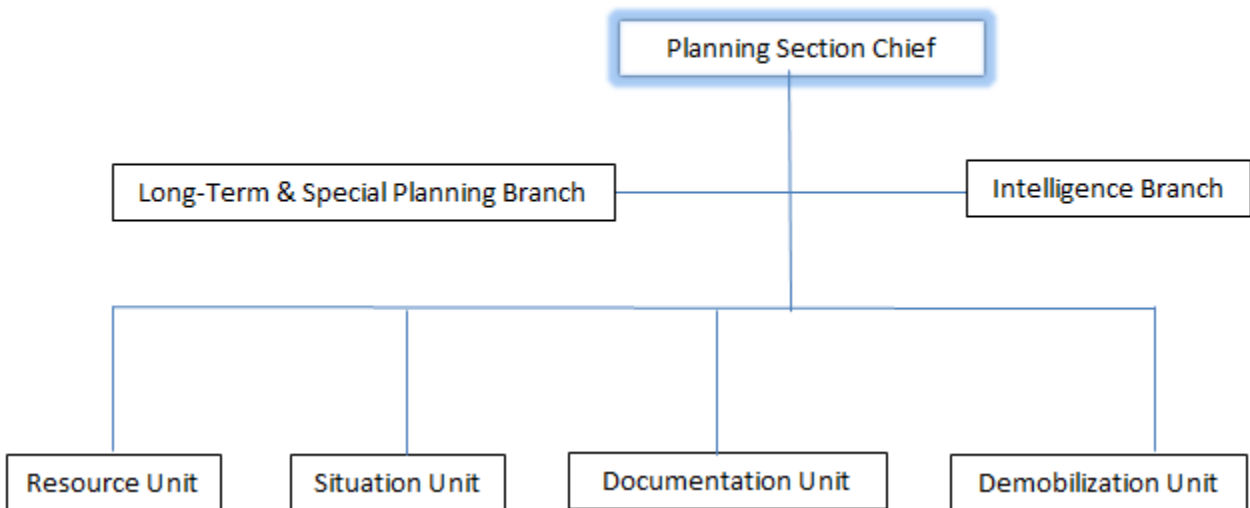 Planning Section Chief
Long-Term & Special Planning Branch
Intelligence Branch
Resource Unit
Situation Unit
Documentation Unit
Demobilization Unit